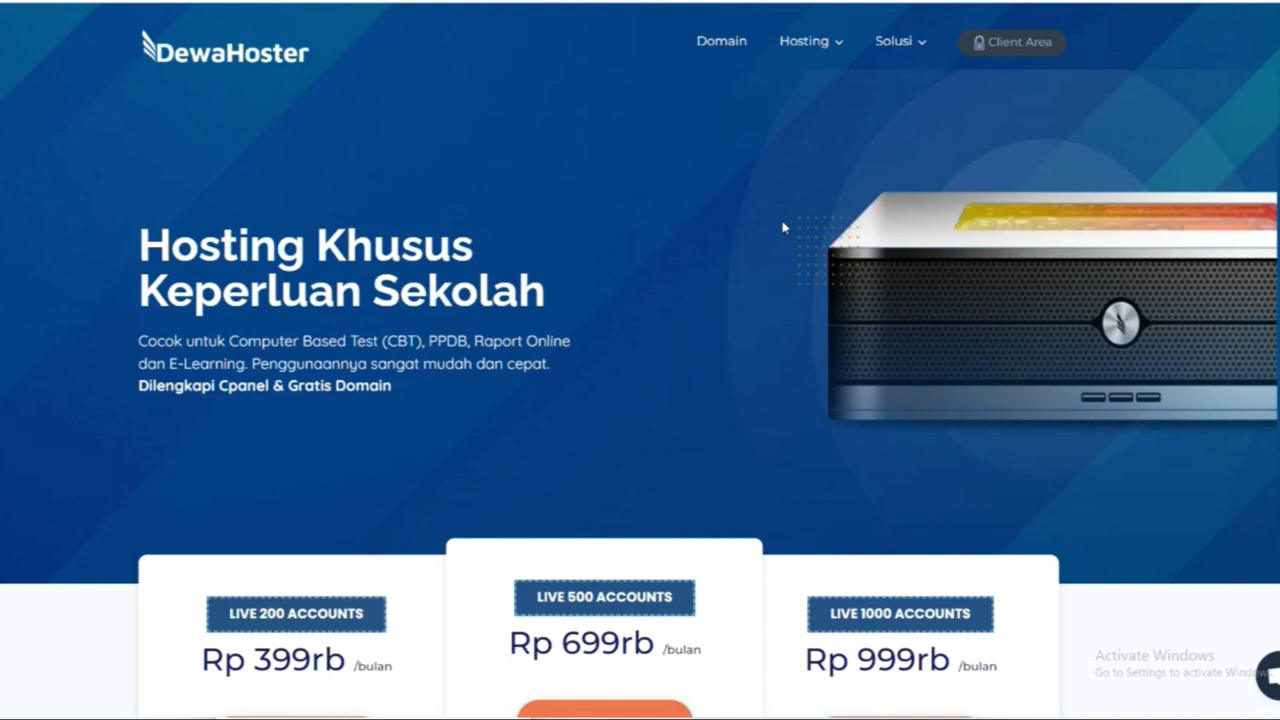 DewaHoster
Domain
Hosting
Solusi
Client Area
Hosting Khusus
Keperluan Sekolah
Cocok untuk Computer Based Test (CBT), PPDB, Raport Online
dan E-Learning. Penggunaannya sangat mudah dan cepat.
Dilengkapi Cpanel & Gratis Domain
LIVE 200 ACCOUNTS
Rp 399rb /bulan
LIVE 500 ACCOUNTS
Rp 699rb /bulan
LIVE 1000 ACCOUNTS
Rp 999rb /bulan
Activate Windows
Go to Settings to activate Windows